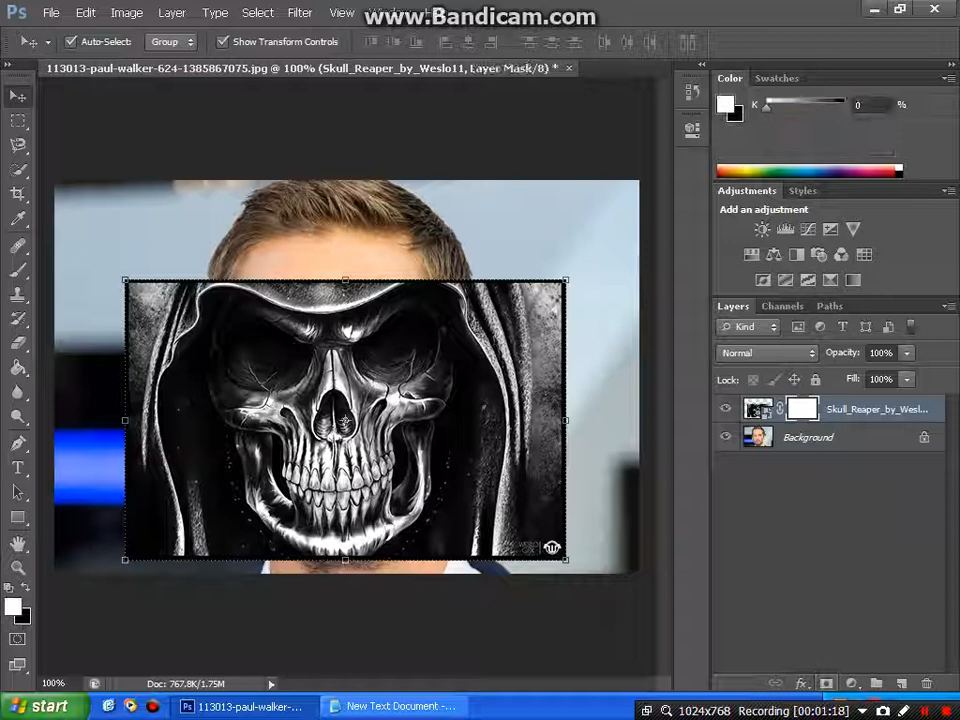 Ps File Edit Image Layer Type Select Filter View
www.Bandicam.com
Auto-Select: Group Show Transform Controls
113013-paul-walker-624-1385867075.jpg @ 100% (Skull_Reaper_by_Weslo11, Layer Mask/8) * ×
Color Swatches
K 0 %
Adjustments Styles
Add an adjustment
Layers Channels Paths
Kind
Normal Opacity: 100%
Lock: Fill: 100%
Skull_Reaper_by_Wesl...
Background
100% Doc: 767.8K/1.75M
start Ps 113013-paul-walker-... New Text Document - ... 1024x768 Recording [00:01:18]